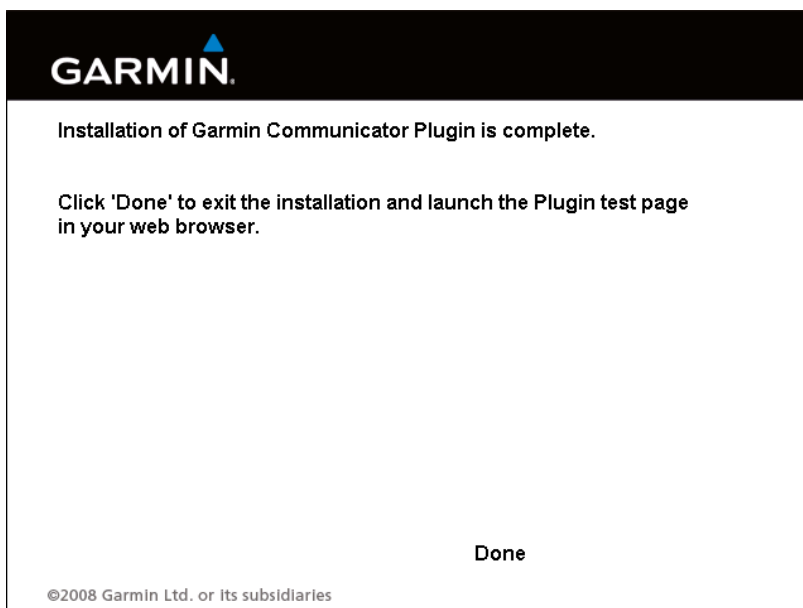 GARMIN.
Installation of Garmin Communicator Plugin is complete.
Click 'Done' to exit the installation and launch the Plugin test page
in your web browser.
Done
©2008 Garmin Ltd. or its subsidiaries